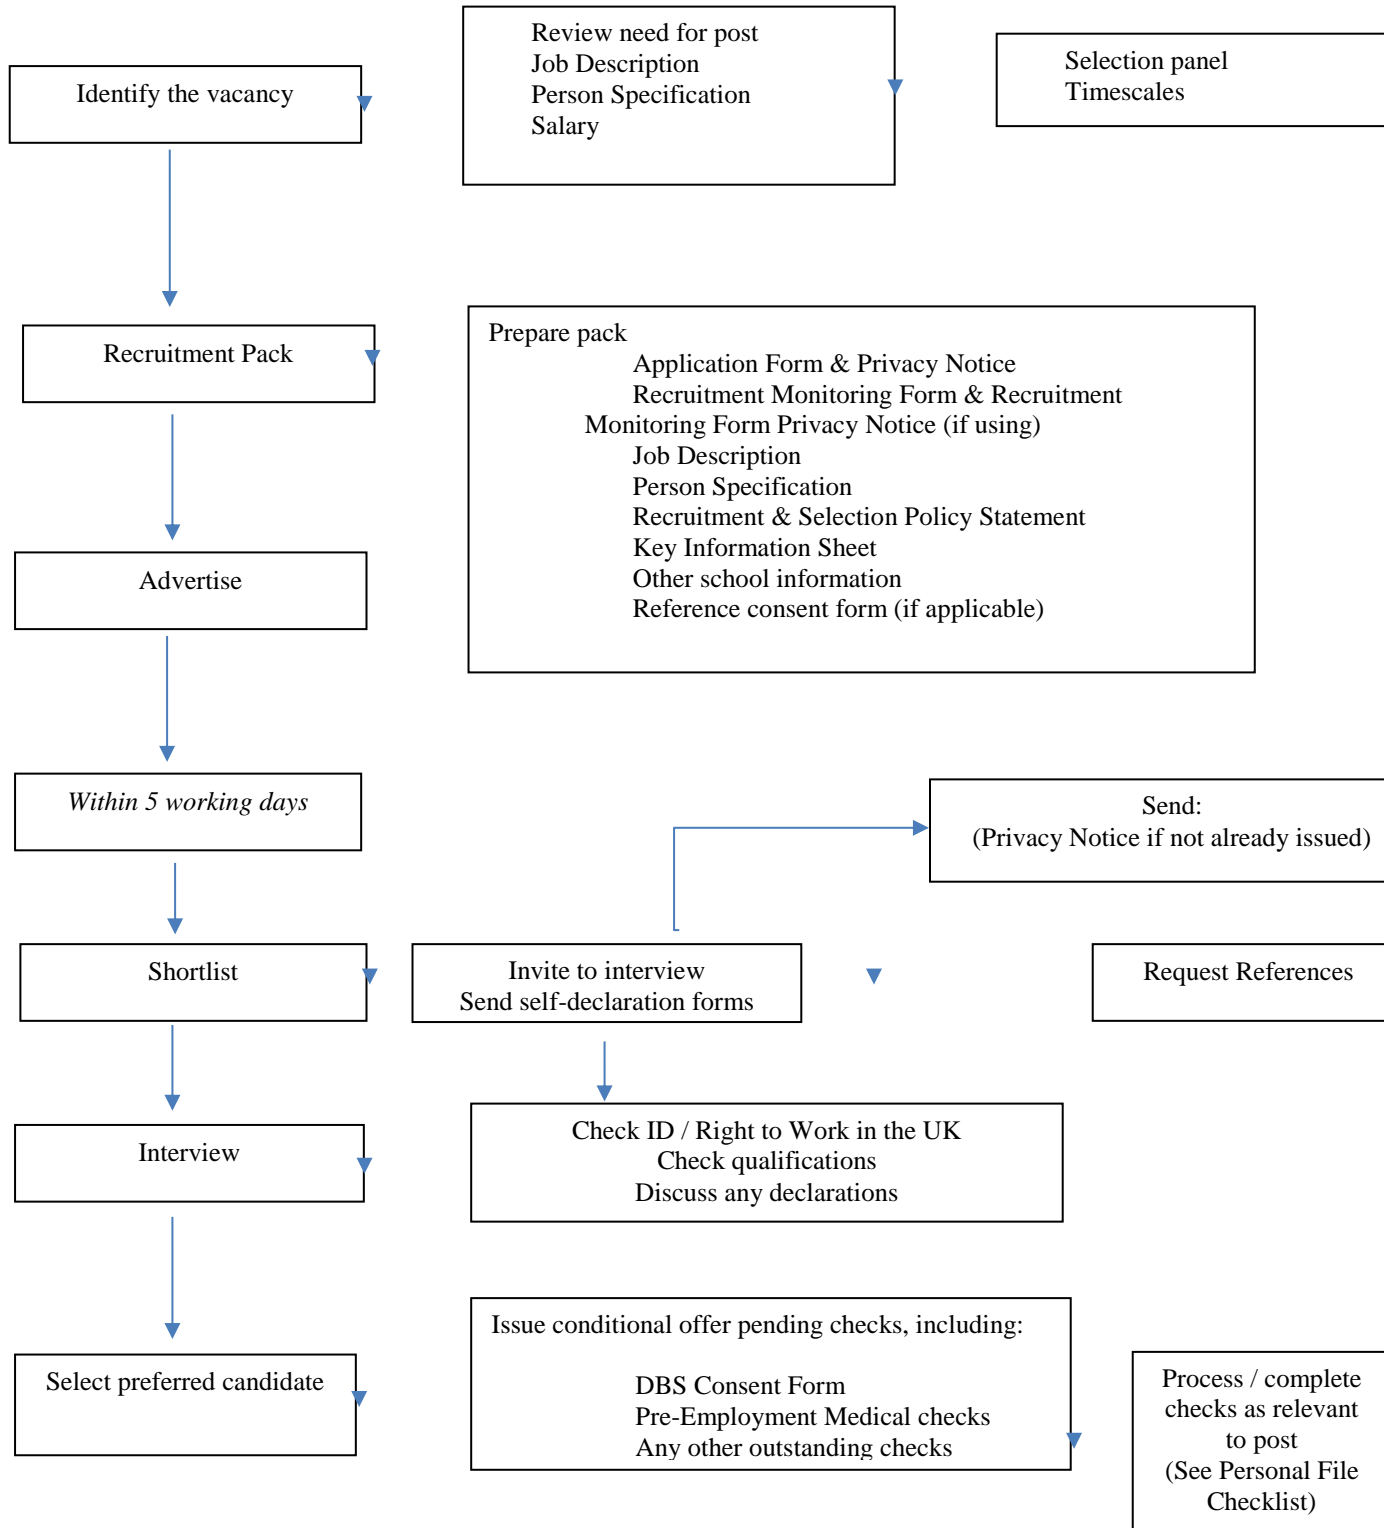 Identify the vacancy
Review need for post
Job Description
Person Specification
Salary
Selection panel
Timescales
Recruitment Pack
Prepare pack
Application Form & Privacy Notice
Recruitment Monitoring Form & Recruitment
Monitoring Form Privacy Notice (if using)
Job Description
Person Specification
Recruitment & Selection Policy Statement
Key Information Sheet
Other school information
Reference consent form (if applicable)
Advertise
Within 5 working days
Send:
(Privacy Notice if not already issued)
Shortlist
Invite to interview
Send self-declaration forms
Request References
Interview
Check ID / Right to Work in the UK
Check qualifications
Discuss any declarations
Select preferred candidate
Issue conditional offer pending checks, including:
DBS Consent Form
Pre-Employment Medical checks
Any other outstanding checks
Process / complete
checks as relevant
to post
(See Personal File
Checklist)